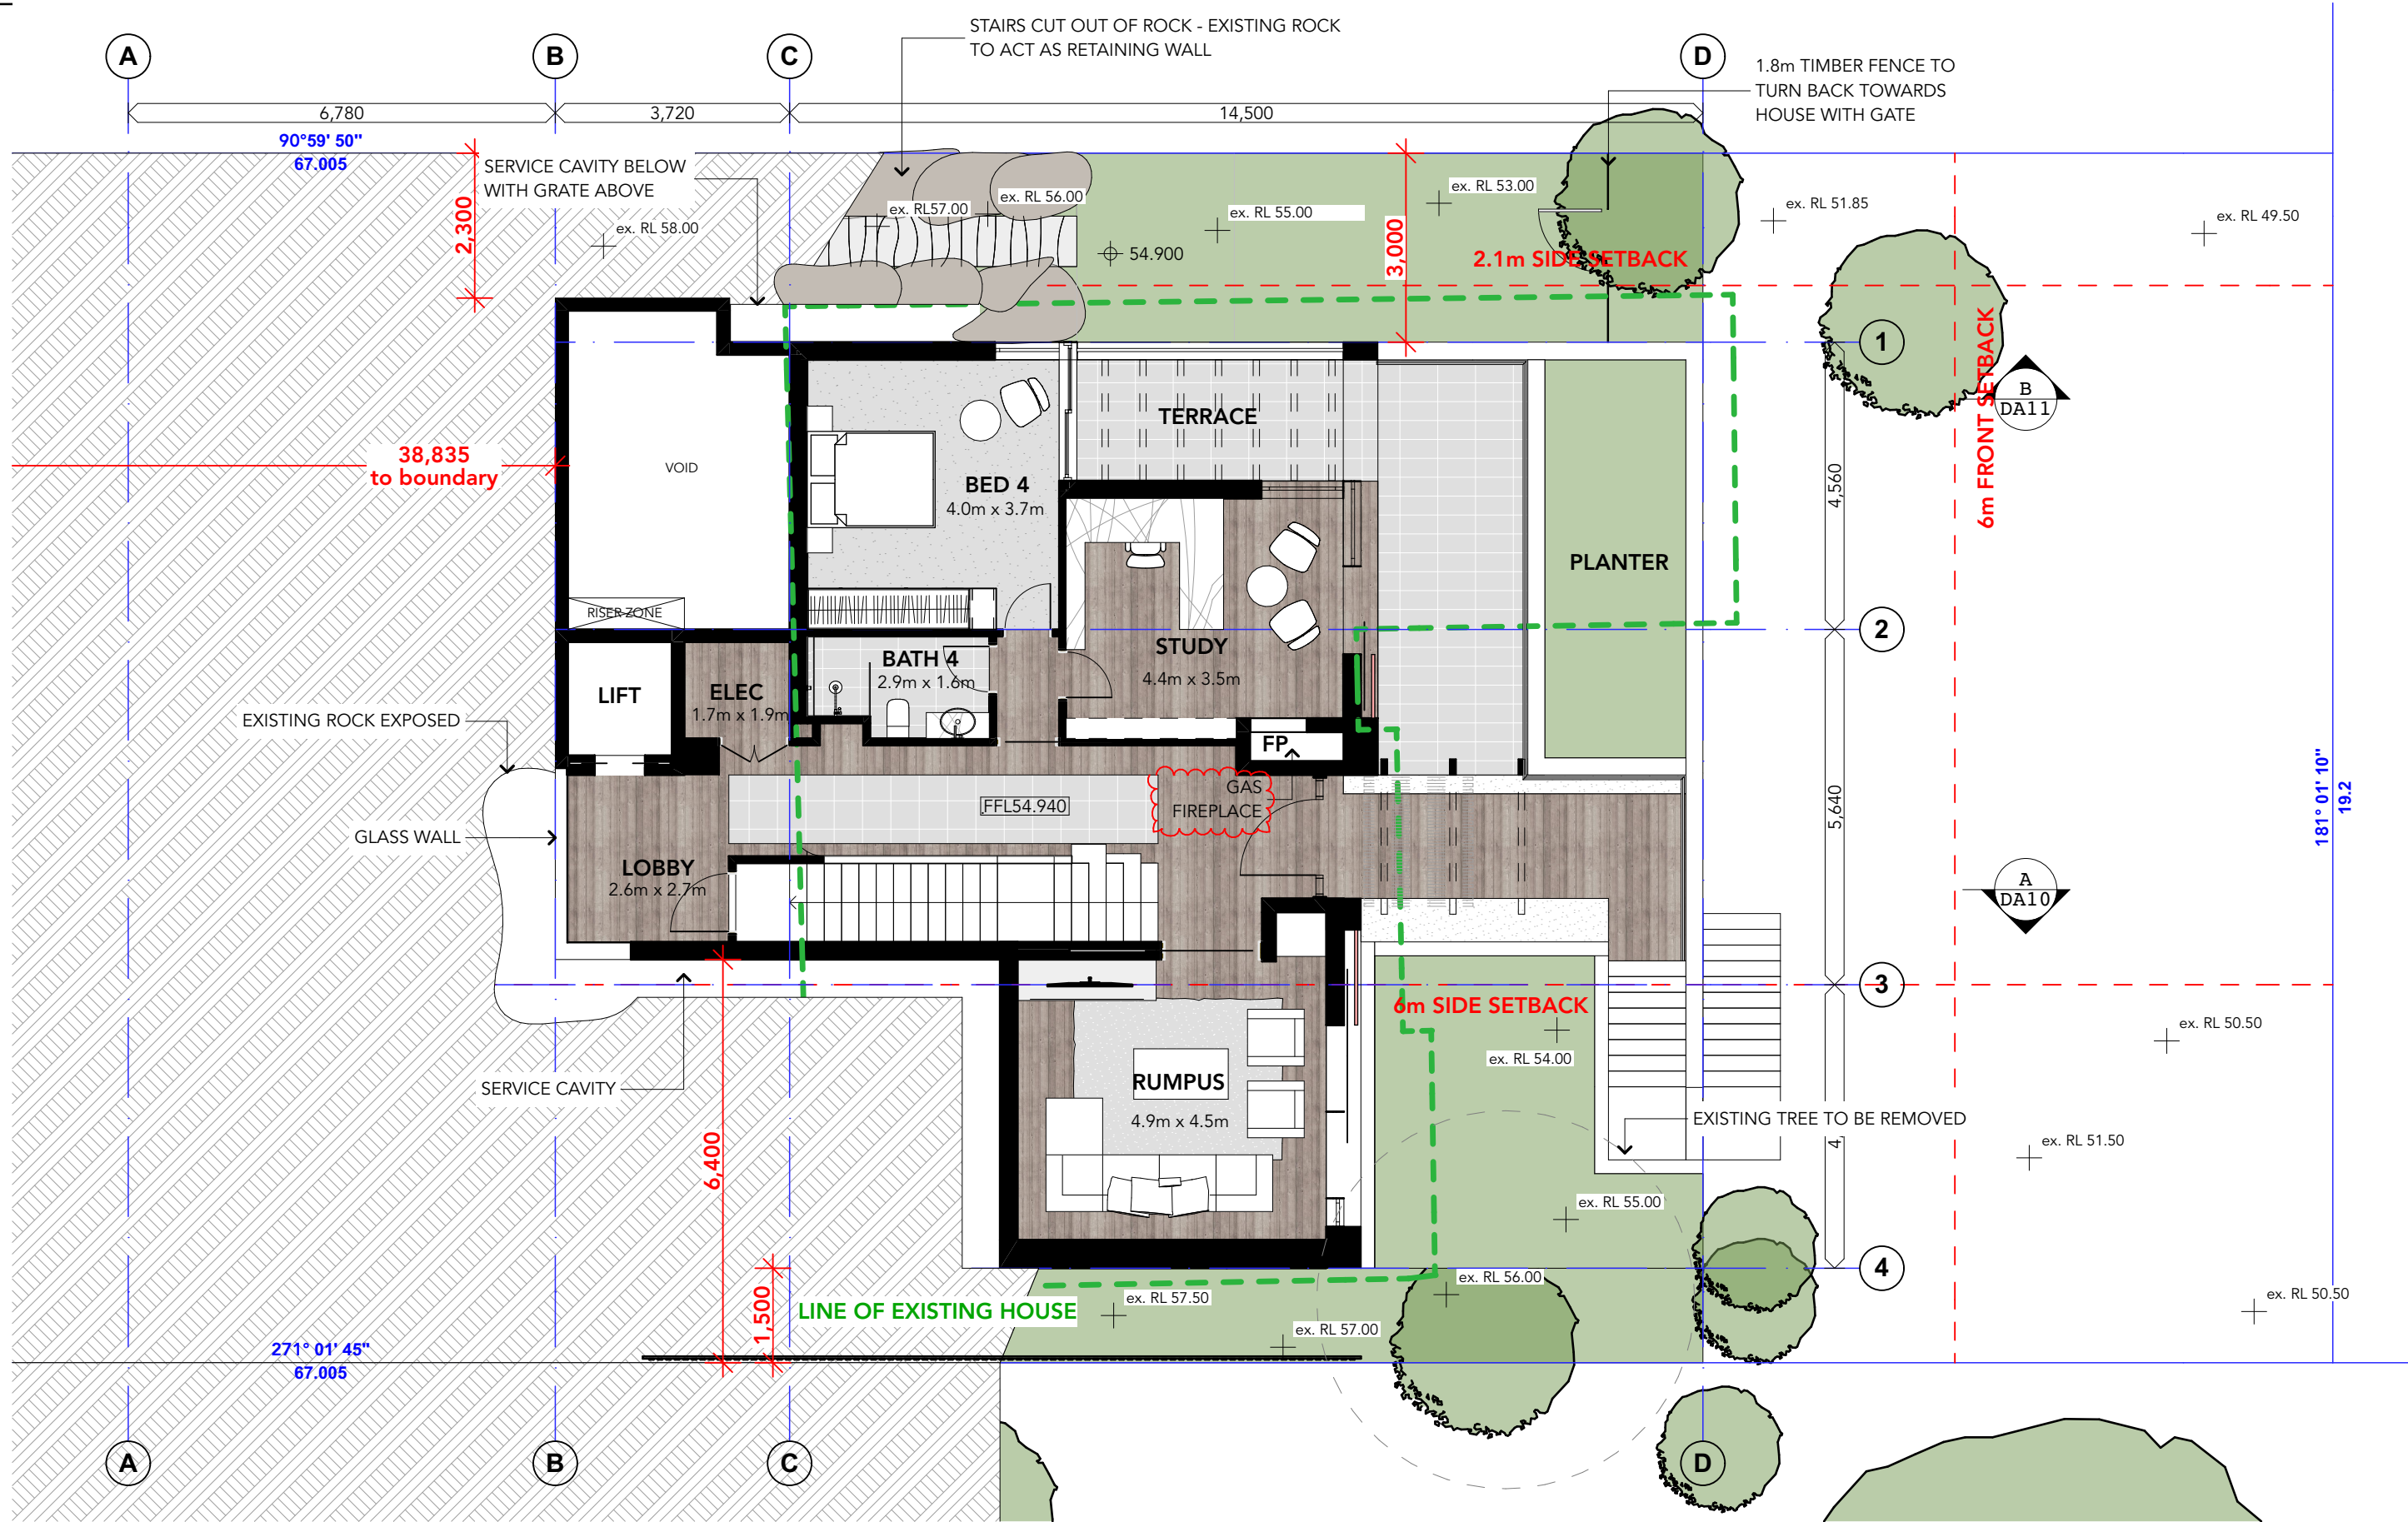 STAIRS CUT OUT OF ROCK - EXISTING ROCK
TO ACT AS RETAINING WALL
A
B
C
D
1.8m TIMBER FENCE TO
TURN BACK TOWARDS
HOUSE WITH GATE
6,780
3,720
14,500
90°59' 50"
67.005
SERVICE CAVITY BELOW
WITH GRATE ABOVE
2,300
ex. RL 58.00
ex. RL57.00
ex. RL 56.00
ex. RL 55.00
ex. RL 53.00
ex. RL 51.85
ex. RL 49.50
54.900
3,000
2.1m SIDE SETBACK
1
6m FRONT SETBACK
B
DA11
TERRACE
38,835
to boundary
VOID
BED 4
4.0m x 3.7m
4,560
PLANTER
RISER ZONE
2
STUDY
4.4m x 3.5m
BATH 4
2.9m x 1.6m
LIFT
ELEC
1.7m x 1.9m
EXISTING ROCK EXPOSED
FP
GAS
FIREPLACE
FFL54.940
5,640
181° 01' 10"
19.2
GLASS WALL
LOBBY
2.6m x 2.7m
A
DA10
3
6m SIDE SETBACK
ex. RL 50.50
ex. RL 54.00
SERVICE CAVITY
RUMPUS
4.9m x 4.5m
EXISTING TREE TO BE REMOVED
4
ex. RL 51.50
6,400
ex. RL 55.00
4
ex. RL 56.00
ex. RL 57.50
ex. RL 50.50
1,500
LINE OF EXISTING HOUSE
ex. RL 57.00
271° 01' 45"
67.005
A
B
C
D